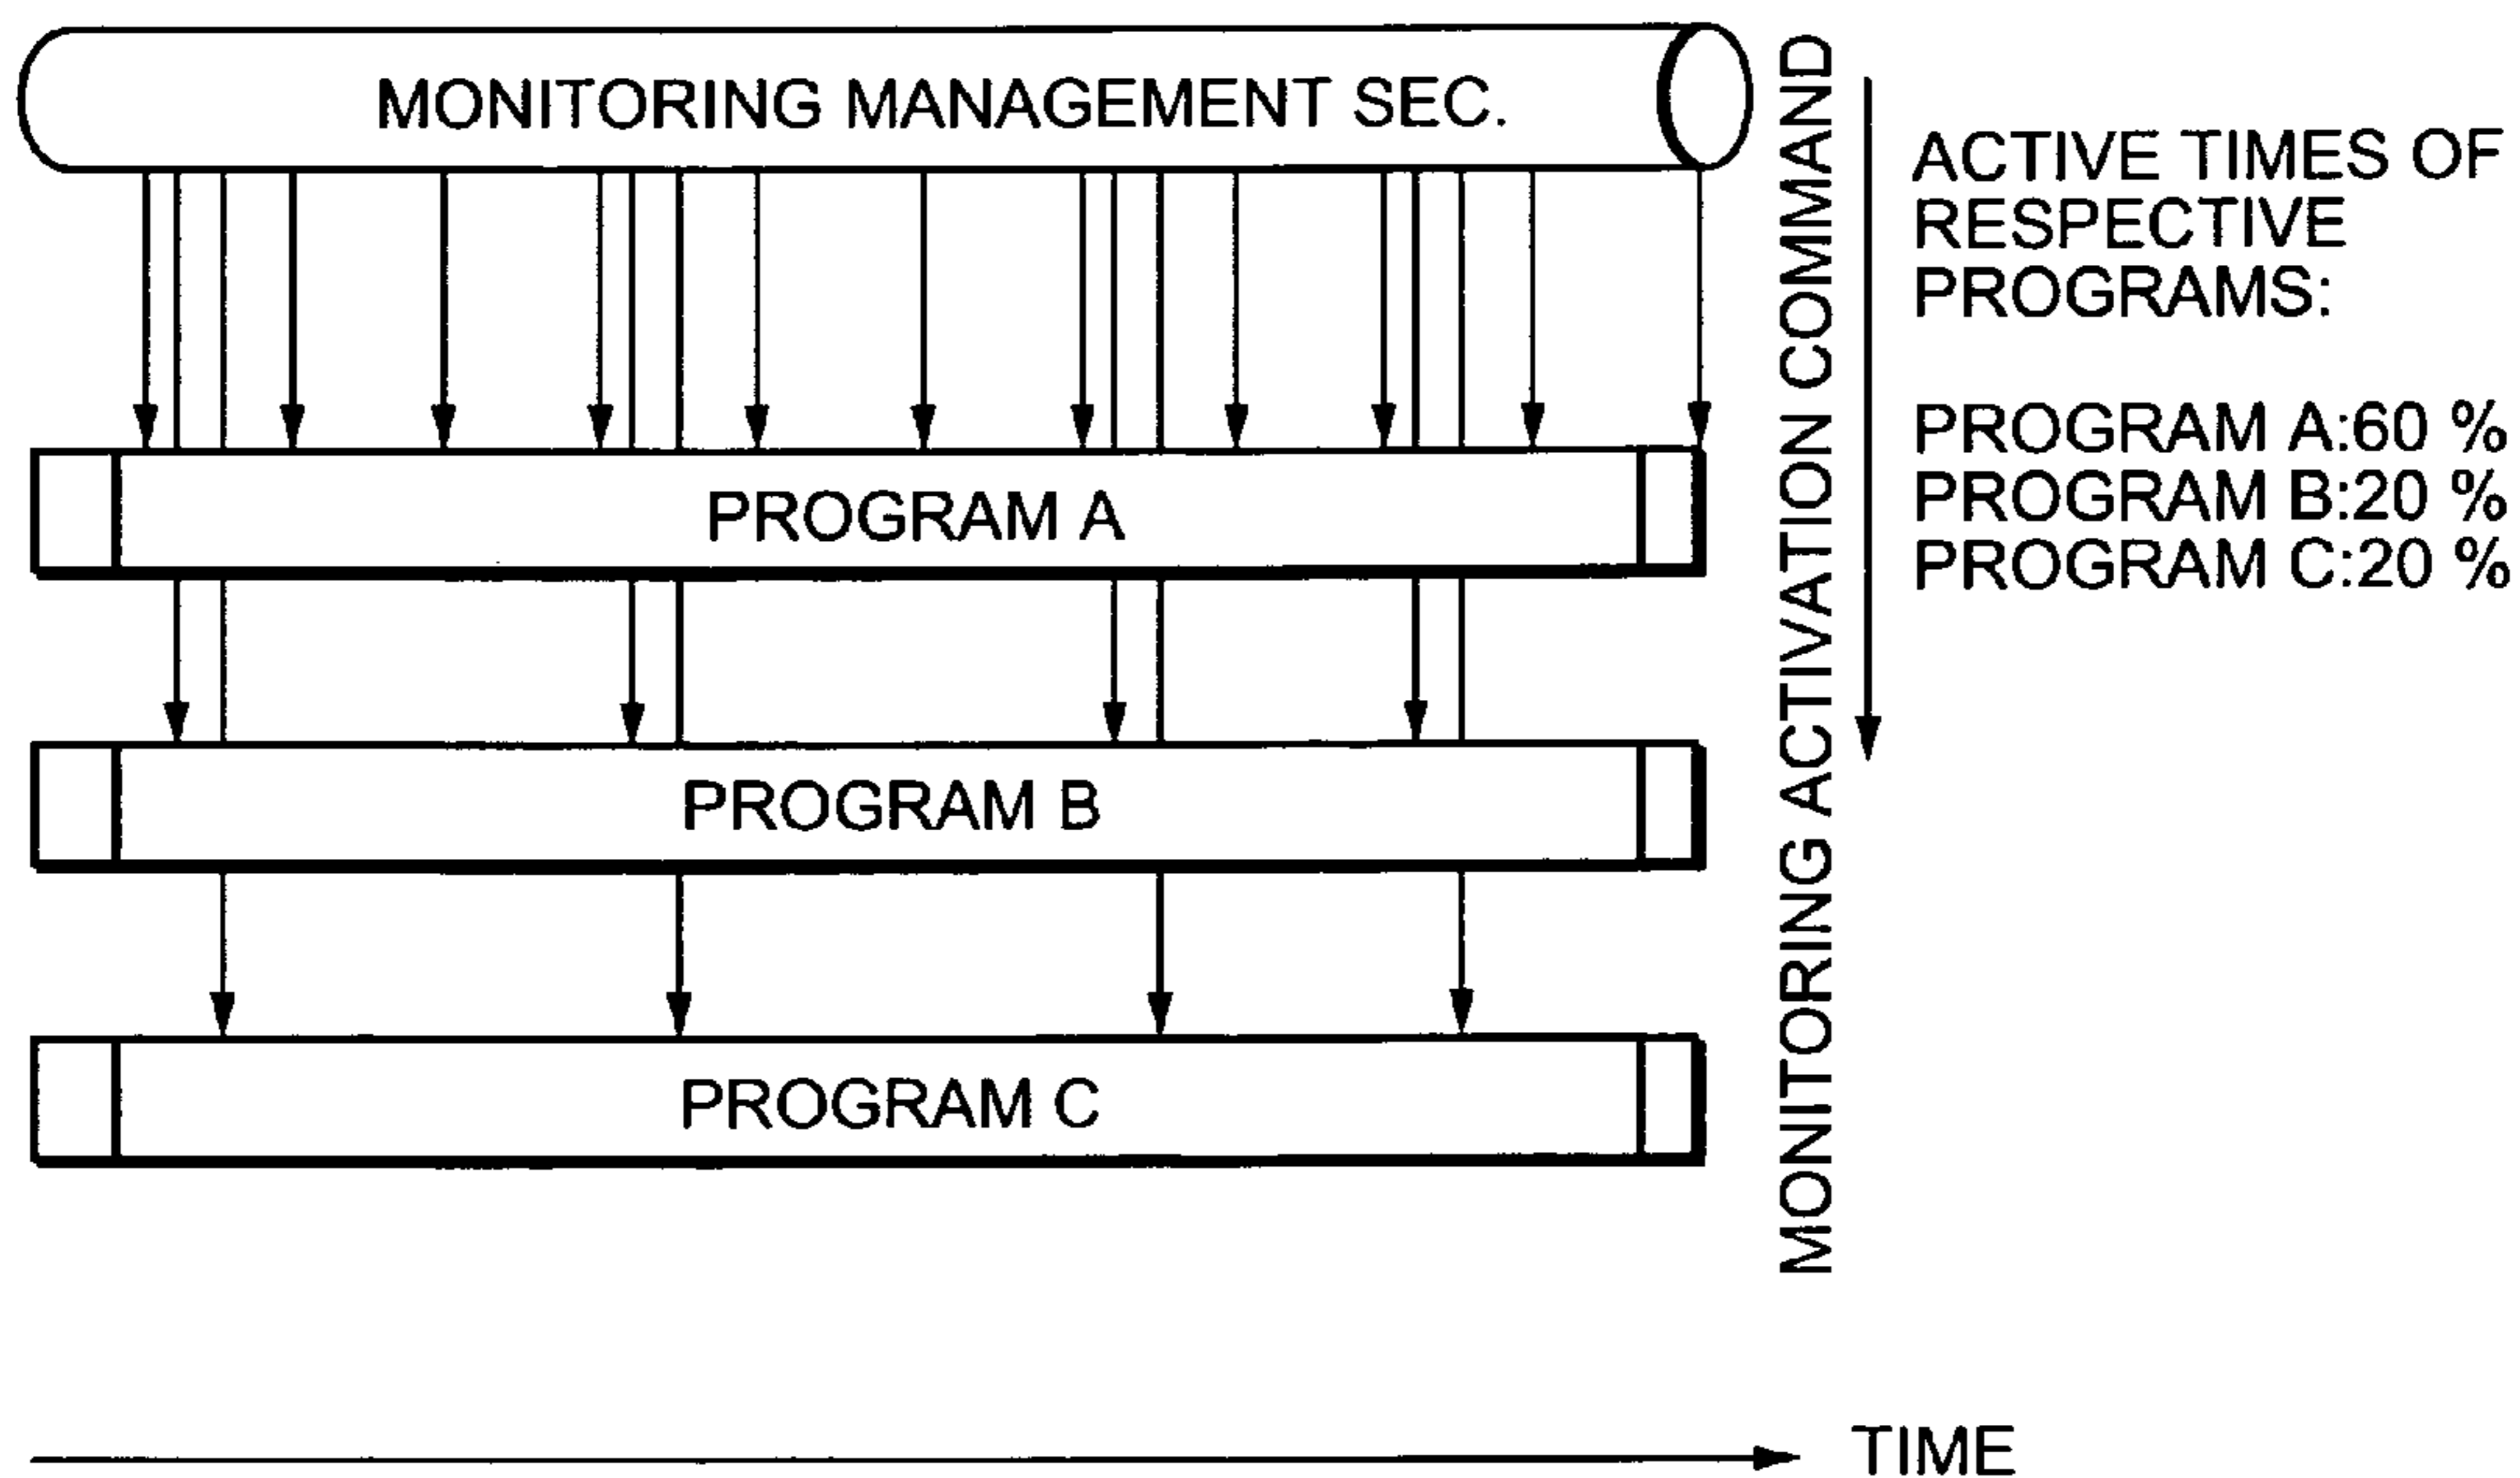 MONITORING MANAGEMENT SEC.
PROGRAM A
PROGRAM B
PROGRAM C
MONITORING ACTIVATION COMMAND
ACTIVE TIMES OF
RESPECTIVE
PROGRAMS:
PROGRAM A:60 %
PROGRAM B:20 %
PROGRAM C:20 %
TIME